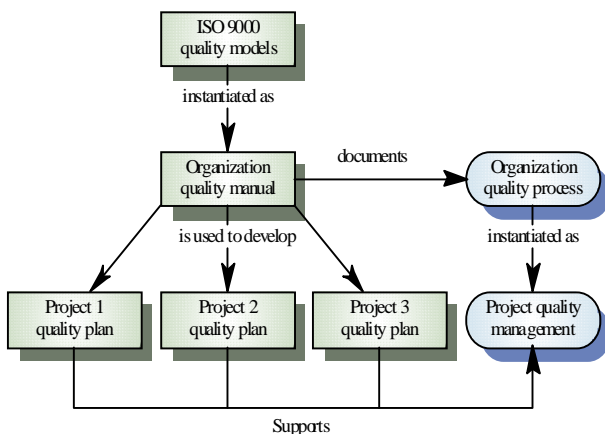 ISO 9000
quality models
instantiated as
Organization
quality manual
documents
Organization
quality process
is used to develop
instantiated as
Project 1
quality plan
Project 2
quality plan
Project 3
quality plan
Project quality
management
Supports